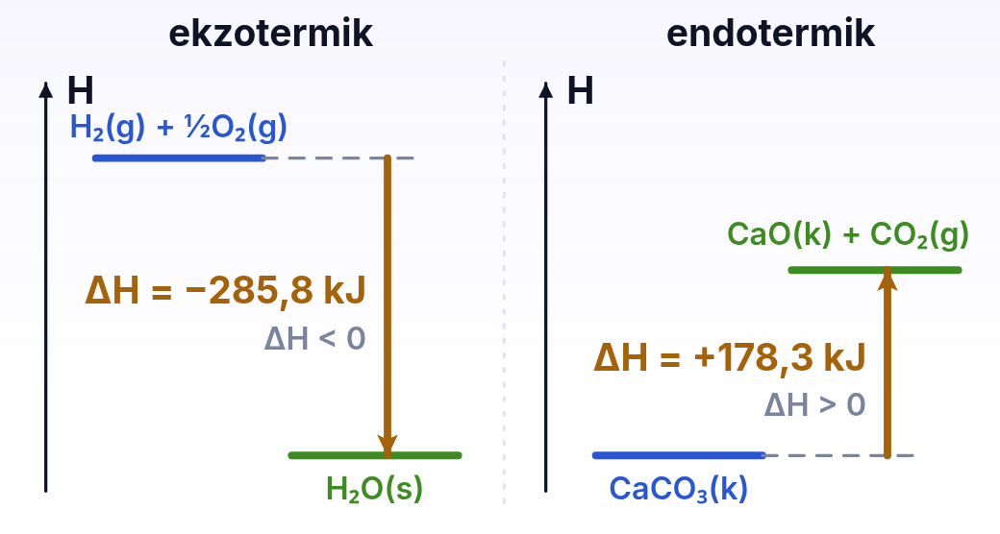 ekzotermik
H
H₂(g) + ½O₂(g)
ΔH = −285,8 kJ
ΔH < 0
H₂O(s)
endotermik
H
CaO(k) + CO₂(g)
ΔH = +178,3 kJ
ΔH > 0
CaCO₃(k)